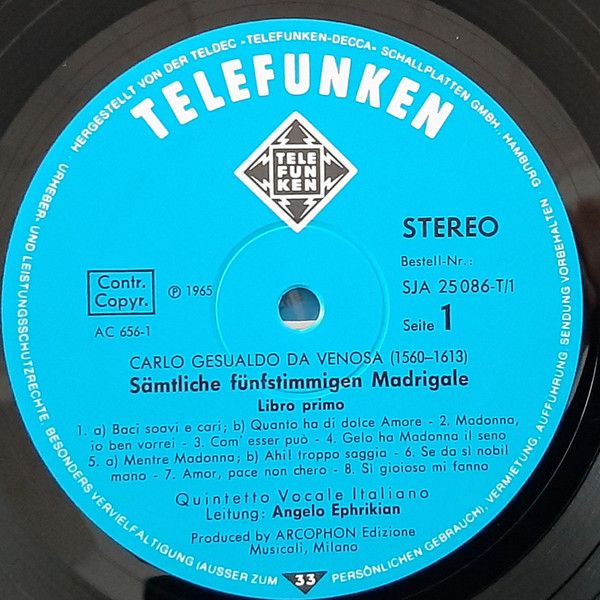 HERGESTELLT VON DER TELDEC »TELEFUNKEN-DECCA« SCHALLPLATTEN GMBH, HAMBURG
TELEFUNKEN
TELE
FUN
KEN
STEREO
Bestell-Nr.:
SJA 25 086-T/1
Seite 1
Contr.
Copyr.
℗ 1965
AC 656-1
CARLO GESUALDO DA VENOSA (1560–1613)
Sämtliche fünfstimmigen Madrigale
Libro primo
1. a) Baci soavi e cari; b) Quanto ha di dolce Amore - 2. Madonna,
io ben vorrei - 3. Com' esser può - 4. Gelo ha Madonna il seno
5. a) Mentre Madonna; b) Ahi! troppo saggia - 6. Se da sì nobil
mano - 7. Amor, pace non chero - 8. Sì gioioso mi fanno
Quintetto Vocale Italiano
Leitung: Angelo Ephrikian
Produced by ARCOPHON Edizione
Musicali, Milano
33
URHEBER- UND LEISTUNGSSCHUTZRECHTE VORBEHALTEN BESONDERS VERVIELFALTIGUNG (AUSSER ZUM PERSÖNLICHEN GEBRAUCH), VERMIETUNG, AUFFÜHRUNG, SENDUNG VORBEHALTEN